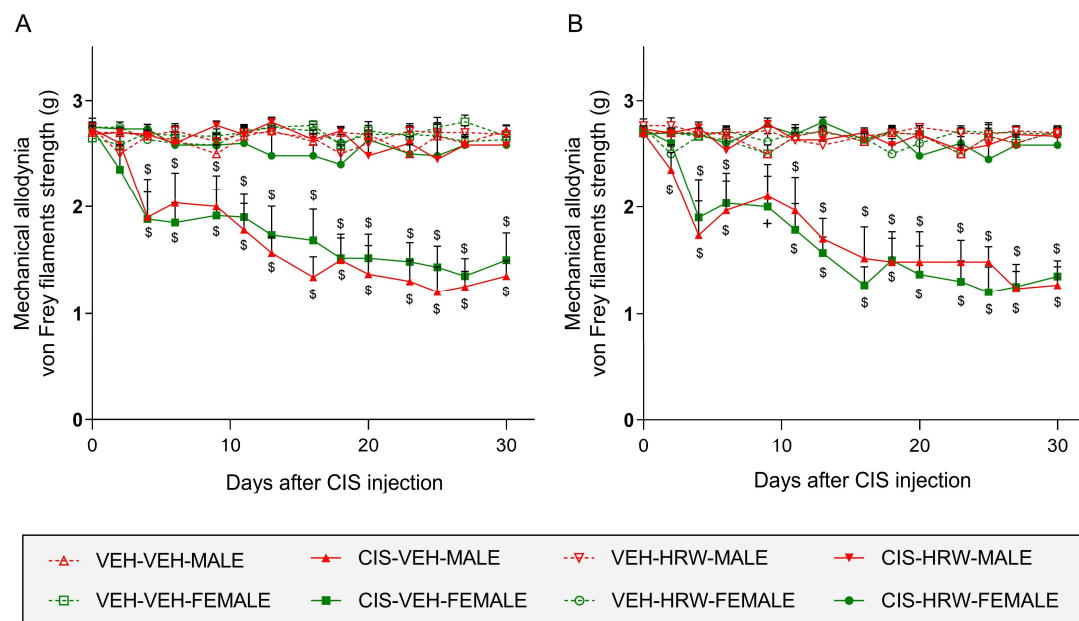 A
B
Mechanical allodynia
von Frey filaments strength (g)
3
2
1
0
0 10 20 30
Days after CIS injection
$ $ $ $ $ $ $ $ $ $ $ $
$ $ $ $ $ $ $ $ $ $ $ $
Mechanical allodynia
von Frey filaments strength (g)
3
2
1
0
0 10 20 30
Days after CIS injection
$ $ $ $ $ $ $ $ $ $ $ $
$ $ $ + $ $ $ $ $ $ $ $ $
VEH-VEH-MALE CIS-VEH-MALE VEH-HRW-MALE CIS-HRW-MALE
VEH-VEH-FEMALE CIS-VEH-FEMALE VEH-HRW-FEMALE CIS-HRW-FEMALE